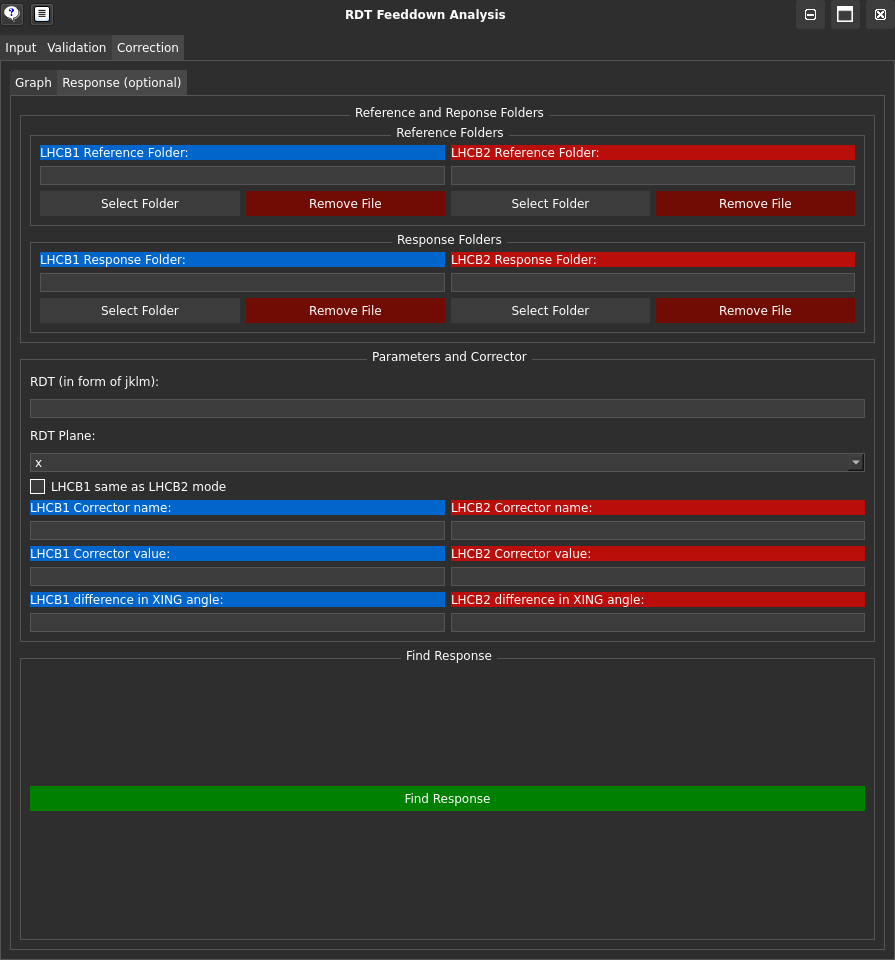 RDT Feeddown Analysis
Input Validation Correction
Graph Response (optional)
Reference and Reponse Folders
Reference Folders
LHCB1 Reference Folder: LHCB2 Reference Folder:
Select Folder Remove File Select Folder Remove File
Response Folders
LHCB1 Response Folder: LHCB2 Response Folder:
Select Folder Remove File Select Folder Remove File
Parameters and Corrector
RDT (in form of jklm):
RDT Plane:
x
LHCB1 same as LHCB2 mode
LHCB1 Corrector name: LHCB2 Corrector name:
LHCB1 Corrector value: LHCB2 Corrector value:
LHCB1 difference in XING angle: LHCB2 difference in XING angle:
Find Response
Find Response